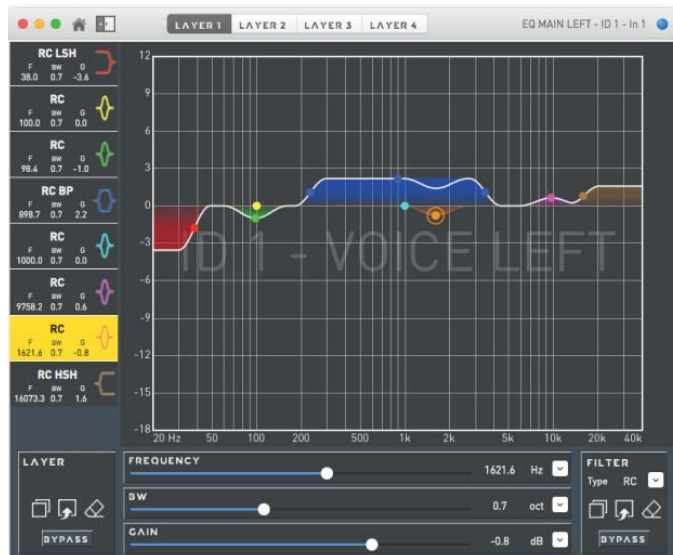 LAYER 1 LAYER 2 LAYER 3 LAYER 4 EQ MAIN LEFT - ID 1 - In 1
RC LSH
F BW G
38.0 0.7 -3.6
RC
F BW G
100.0 0.7 0.0
RC
F BW G
98.4 0.7 -1.0
RC BP
F BW G
898.7 0.7 2.2
RC
F BW G
1000.0 0.7 0.0
RC
F BW G
9758.2 0.7 0.6
RC
F BW G
1621.6 0.7 -0.8
RC HSH
F BW G
16073.3 0.7 1.6
12
9
6
3
0
-3
-6
-9
-12
-15
-18
ID 1 - VOICE LEFT
20 Hz 50 100 200 500 1k 2k 5k 10k 20k 40k
LAYER
BYPASS
FREQUENCY
1621.6 Hz
BW
0.7 oct
GAIN
-0.8 dB
FILTER
Type RC
BYPASS